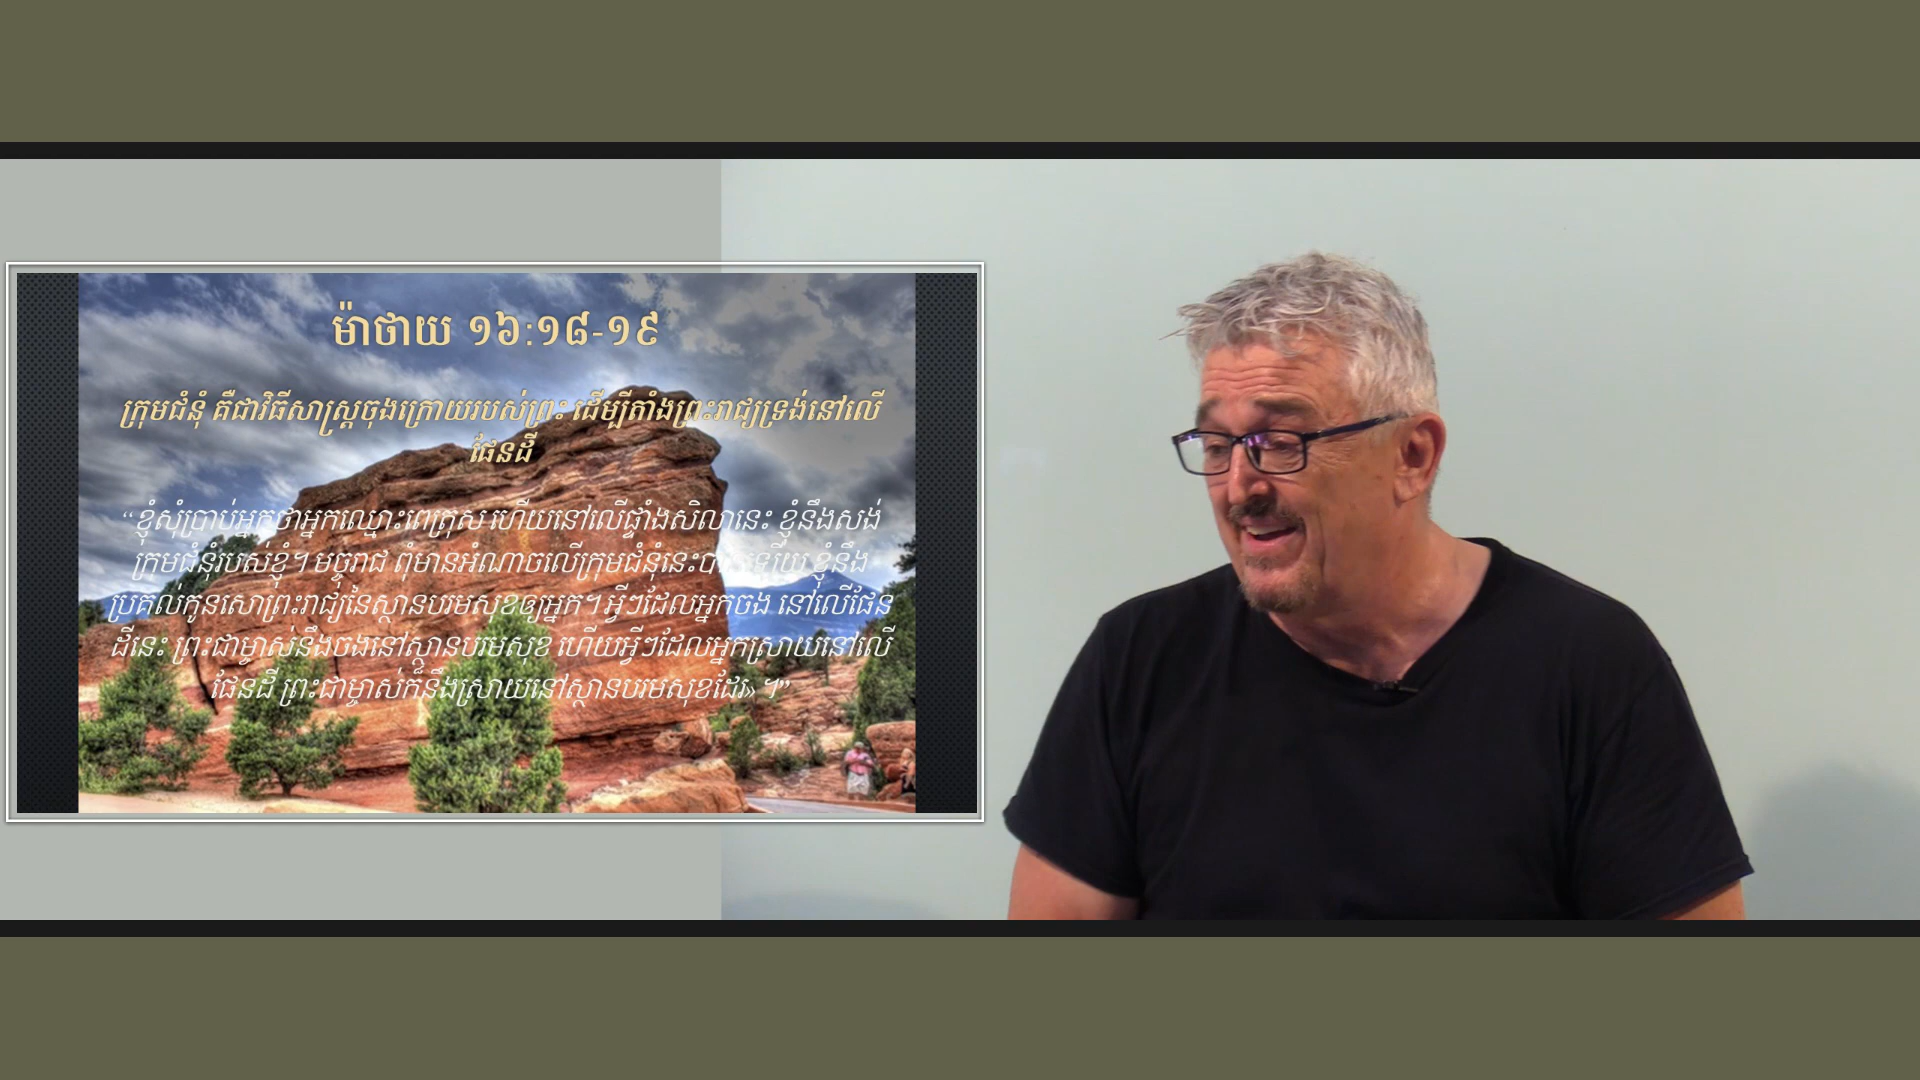 ម៉ាថាយ ១៦:១៨-១៩
ក្រុមជំនុំ គឺជាវិធីសាស្ត្រចុងក្រោយរបស់ព្រះ ដើម្បីតាំងព្រះរាជ្យទ្រង់នៅលើ
ផែនដី
“ខ្ញុំសុំប្រាប់អ្នកថាអ្នកឈ្មោះពេត្រុស ហើយនៅលើផ្ទាំងសិលានេះ ខ្ញុំនឹងសង់
ក្រុមជំនុំរបស់ខ្ញុំ។ មច្ចុរាជ ពុំមានអំណាចលើក្រុមជំនុំនេះបានឡើយ ខ្ញុំនឹង
ប្រគល់កូនសោព្រះរាជ្យនៃស្ថានបរមសុខឲ្យអ្នក។ អ្វីៗដែលអ្នកចង នៅលើផែន
ដីនេះ ព្រះជាម្ចាស់នឹងចងនៅស្ថានបរមសុខ ហើយអ្វីៗដែលអ្នកស្រាយនៅលើ
ផែនដី ព្រះជាម្ចាស់ក៏នឹងស្រាយនៅស្ថានបរមសុខដែរ» ។”